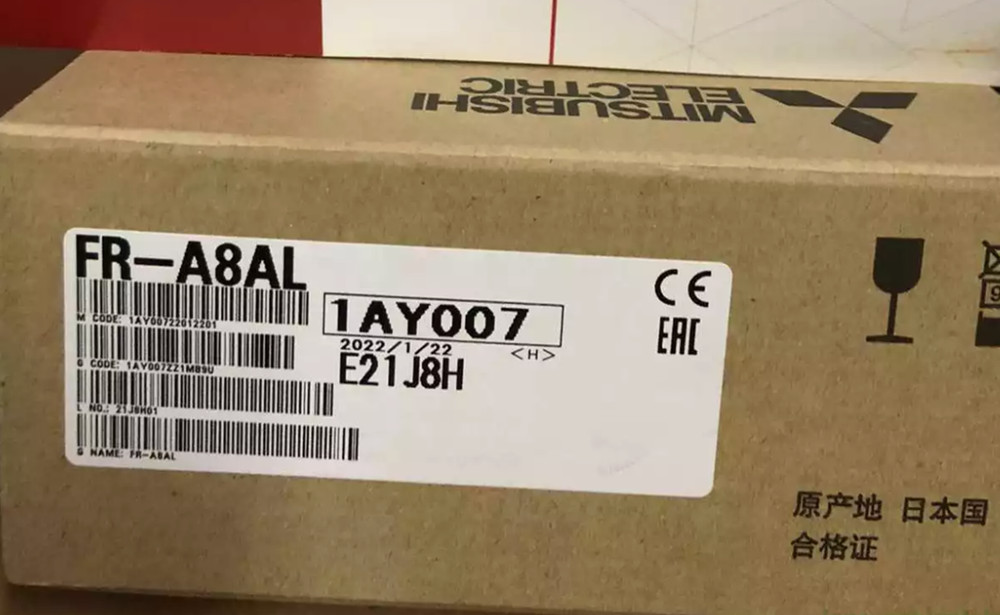 MITSUBISHI
ELECTRIC
FR-A8AL
M CODE: 1AY00722012201
1AY007
2022/1/22 <H>
E21J8H
G CODE: 1AY007ZZ1MB9U
L NO.: 21J8H01
G NAME: FR-A8AL
CE
EAC
原产地 日本国
合格证